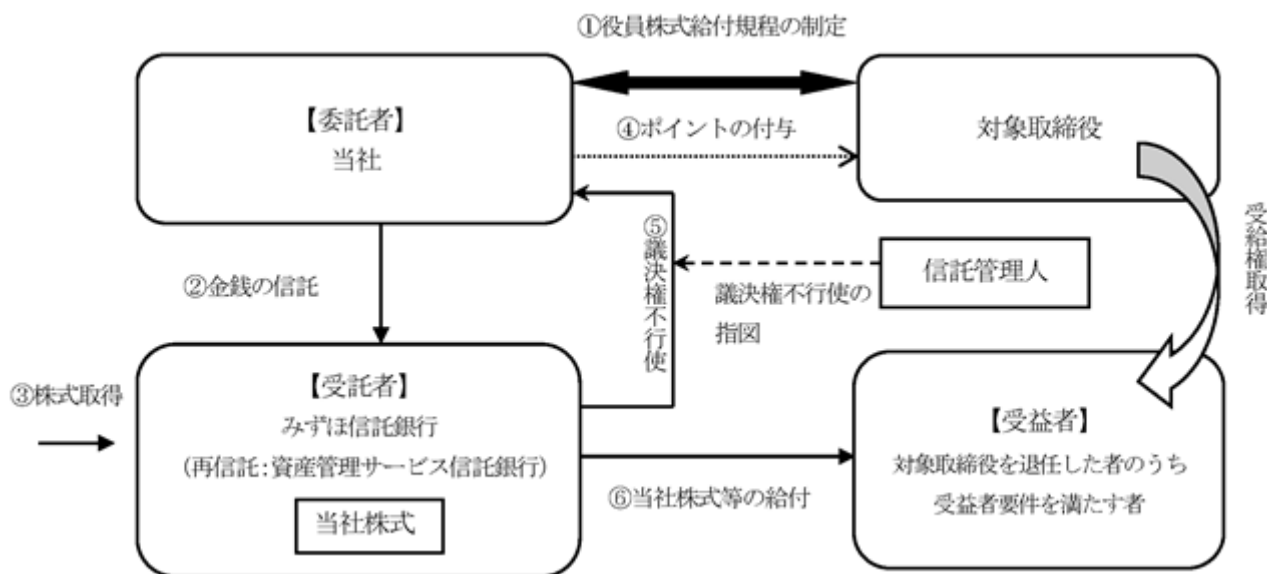 ①役員株式給付規程の制定
【委託者】
当社
④ポイントの付与
対象取締役
受給権取得
②金銭の信託
⑤議決権不行使
信託管理人
議決権不行使の
指図
③株式取得
【受託者】
みずほ信託銀行
(再信託:資産管理サービス信託銀行)
当社株式
⑥当社株式等の給付
【受益者】
対象取締役を退任した者のうち
受益者要件を満たす者